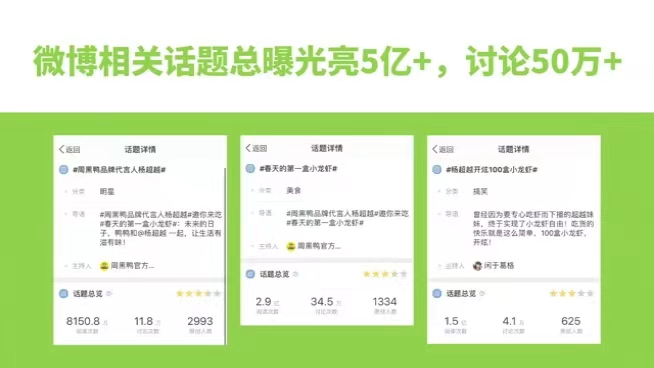 微博相关话题总曝光亮5亿+，讨论50万+
返回
话题详情
#周黑鸭品牌代言人杨超越#
分类
明星
导语
#周黑鸭品牌代言人杨超越#邀你来吃
#春天的第一盒小龙虾#：未来的日
子，鸭鸭和@杨超越 一起，让生活有
滋有味！
主持人
周黑鸭官方...
话题总览
8150.8 万
11.8 万
2993
阅读次数
讨论次数
原创人数
返回
话题详情
#春天的第一盒小龙虾#
分类
美食
导语
#周黑鸭品牌代言人杨超越#邀你来吃
#春天的第一盒小龙虾#
主持人
周黑鸭官方...
话题总览
2.9 亿
34.5 万
1334
阅读次数
讨论次数
原创人数
返回
话题详情
#杨超越开炫100盒小龙虾#
分类
搞笑
导语
曾经因为要专心吃虾而下播的超越妹
妹，终于实现了小龙虾自由！吃货的
快乐就是这么简单，100盒小龙虾，
开炫！
主持人
闲于葛格
话题总览
1.5 亿
4.1 万
625
阅读次数
讨论次数
原创人数